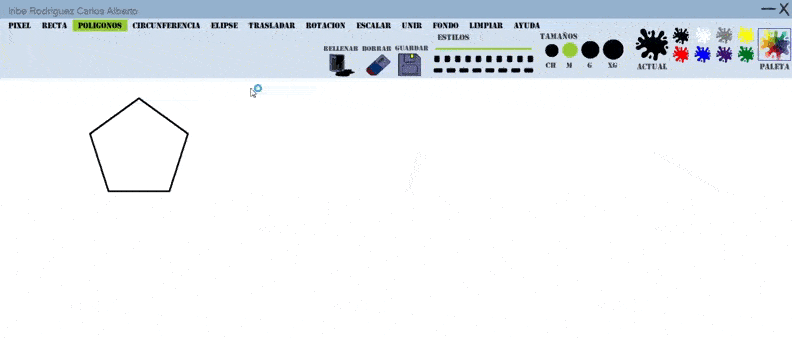 Iribe Rodriguez Carlos Alberto
PIXEL RECTA POLIGONOS CIRCUNFERENCIA ELIPSE TRASLADAR ROTACION ESCALAR UNIR FONDO LIMPIAR AYUDA
RELLENAR BORRAR GUARDAR
ESTILOS
TAMAÑOS
CH M G XG
ACTUAL
PALETA